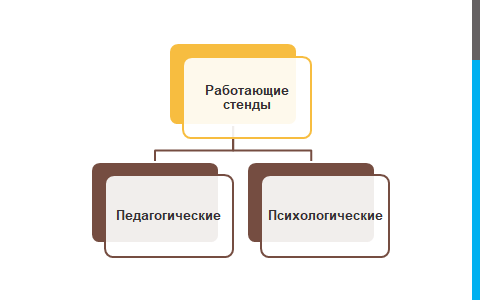 Работающие
стенды
Педагогические
Психологические